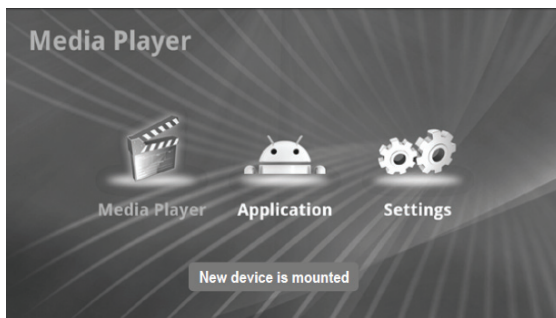 Media Player
Media Player
Application
Settings
New device is mounted